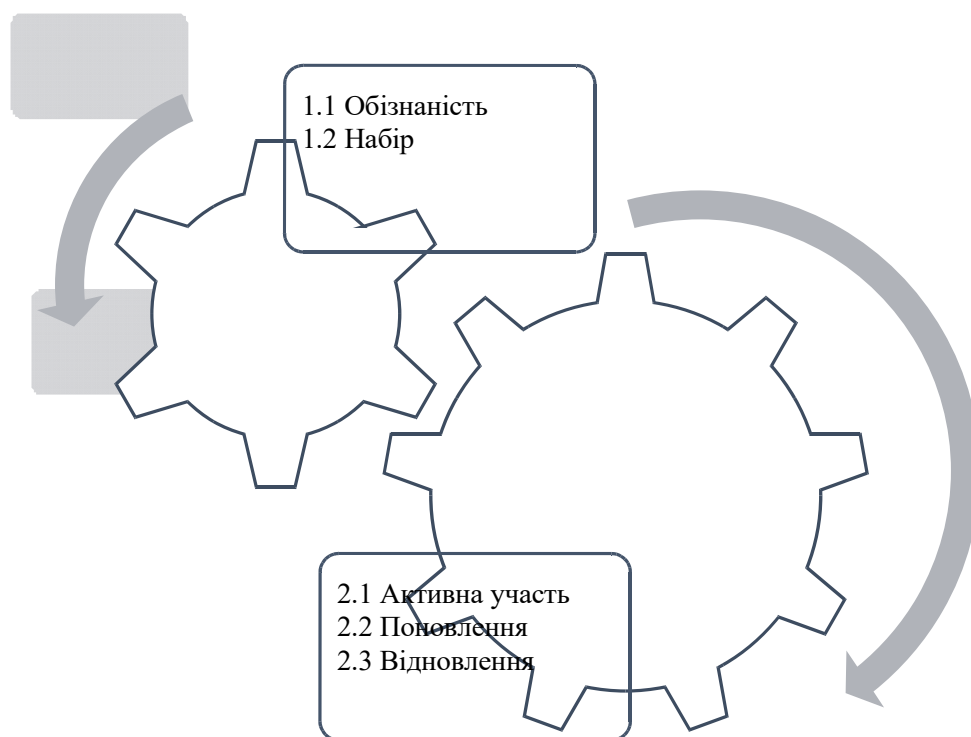 1.1 Обізнаність
1.2 Набір
2.1 Активна участь
2.2 Поновлення
2.3 Відновлення